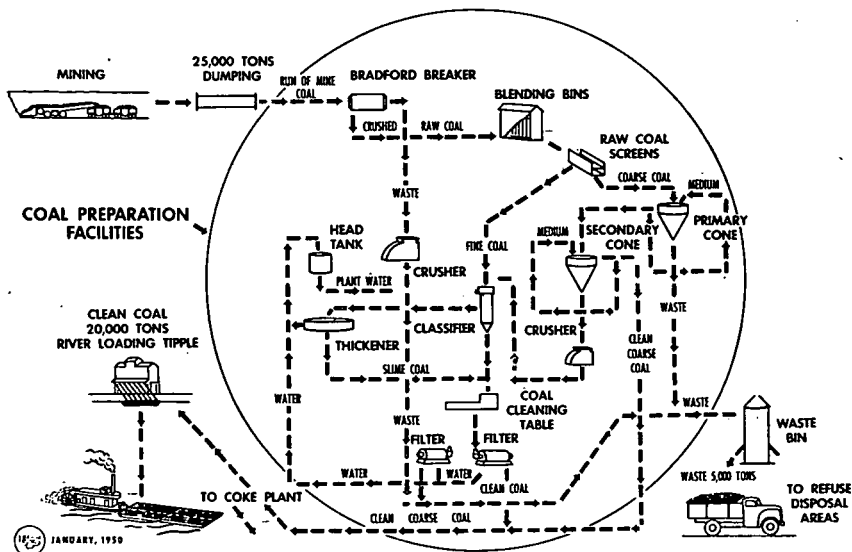 MINING
25,000 TONS
DUMPING
RUN OF MINE
COAL
BRADFORD BREAKER
CRUSHED
RAW COAL
BLENDING BINS
RAW COAL
SCREENS
COARSE COAL
MEDIUM
PRIMARY
CONE
COAL PREPARATION
FACILITIES
WASTE
HEAD
TANK
PLANT WATER
CRUSHER
FINE COAL
MEDIUM
SECONDARY
CONE
WASTE
CLEAN COAL
20,000 TONS
RIVER LOADING TIPPLE
THICKENER
CLASSIFIER
CRUSHER
CLEAN
COARSE
COAL
SLIME COAL
WATER
WASTE
COAL
CLEANING
TABLE
WASTE
WASTE
BIN
FILTER
FILTER
WATER
WATER
CLEAN COAL
WASTE 5,000 TONS
TO COKE PLANT
CLEAN COARSE COAL
TO REFUSE
DISPOSAL
AREAS
JANUARY, 1950